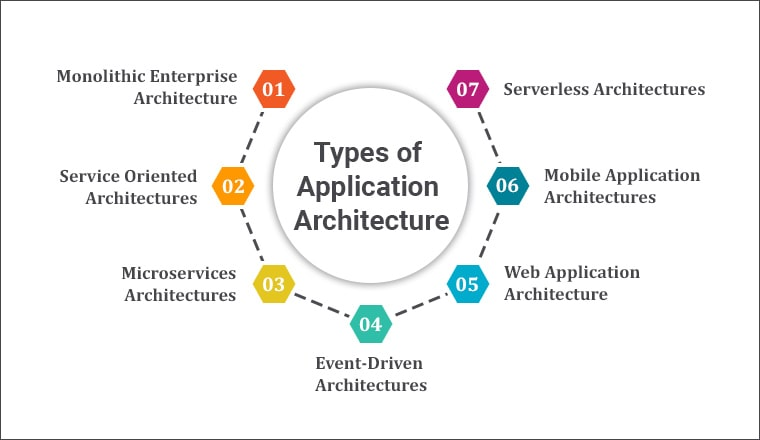 Types of
Application
Architecture
01
Monolithic Enterprise
Architecture
02
Service Oriented
Architectures
03
Microservices
Architectures
04
Event-Driven
Architectures
05
Web Application
Architecture
06
Mobile Application
Architectures
07
Serverless Architectures